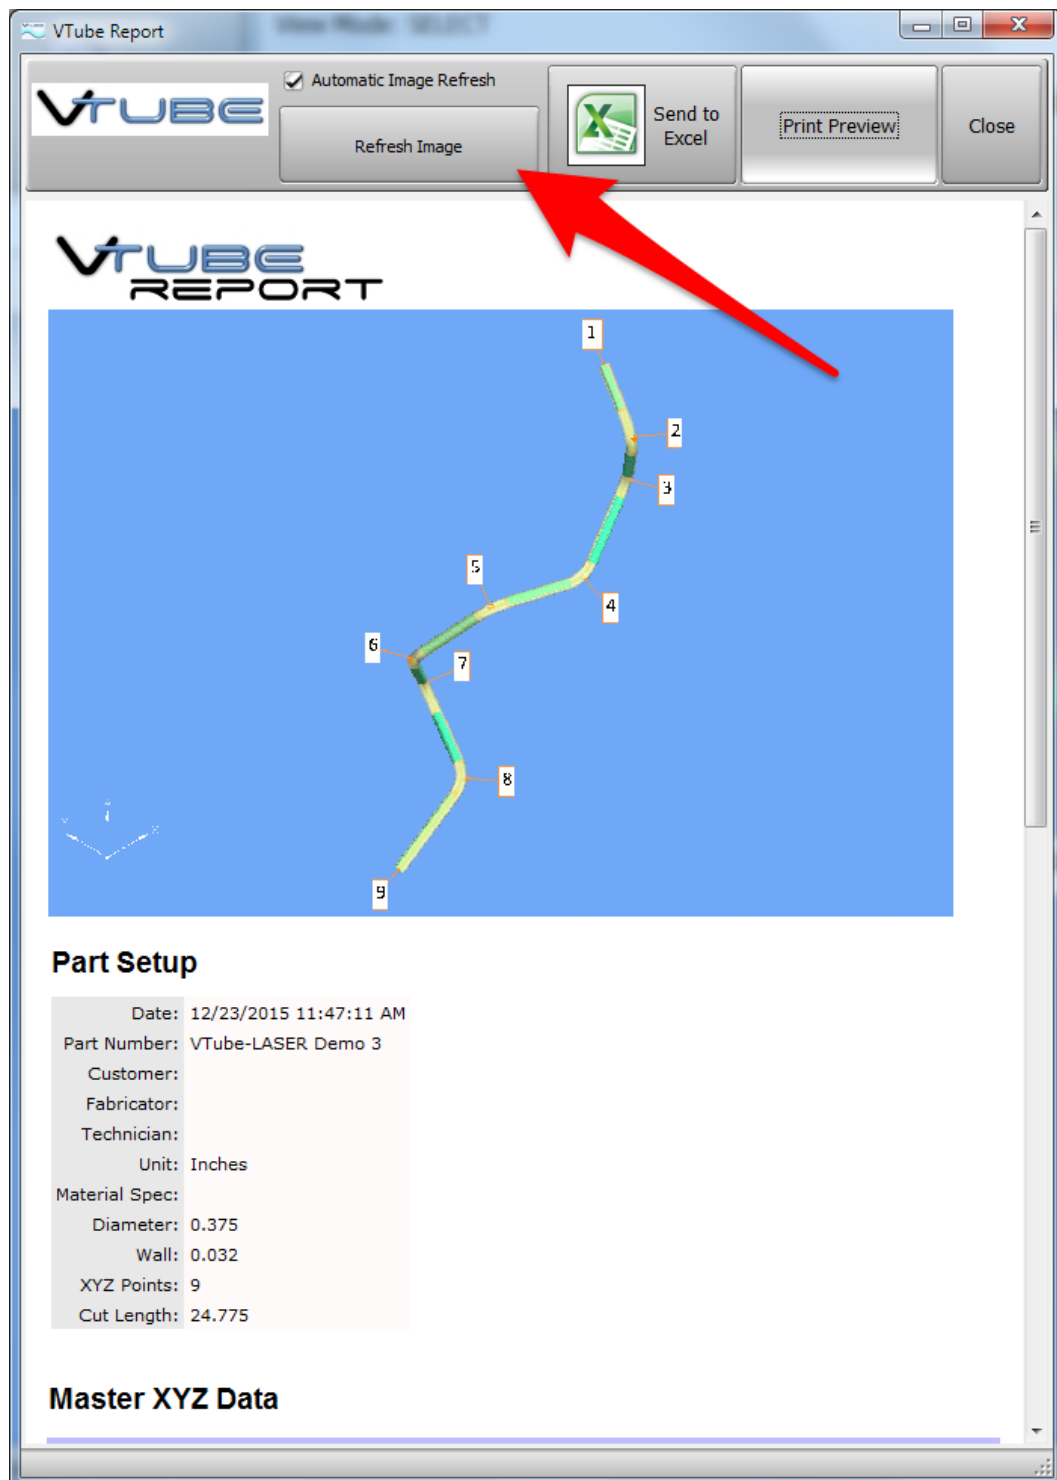 View Mode: SELECT
VTube Report
VTUBE
Automatic Image Refresh
Refresh Image
Send to
Excel
Print Preview
Close
VTUBE
REPORT
1
2
3
4
5
6
7
8
9
Part Setup
Date: 12/23/2015 11:47:11 AM
Part Number: VTube-LASER Demo 3
Customer:
Fabricator:
Technician:
Unit: Inches
Material Spec:
Diameter: 0.375
Wall: 0.032
XYZ Points: 9
Cut Length: 24.775
Master XYZ Data